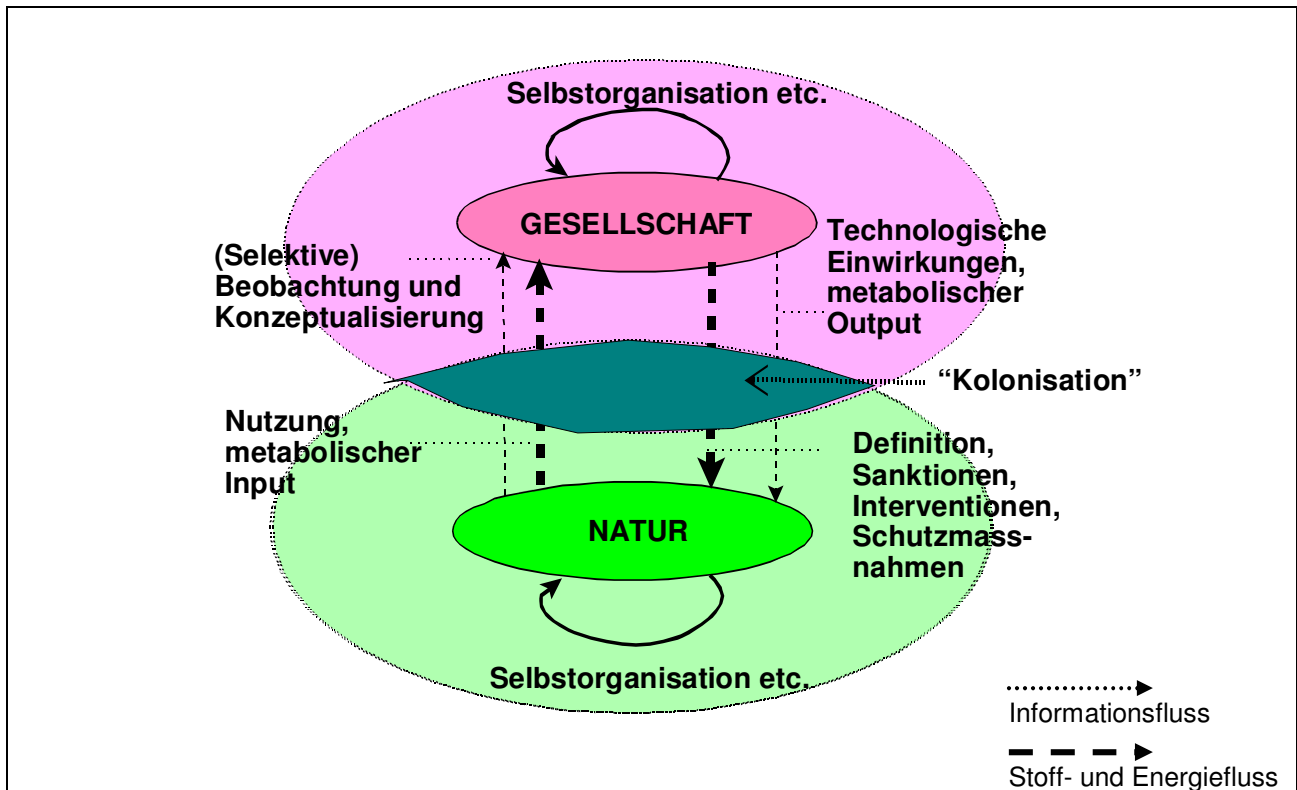 Selbstorganisation etc.
GESELLSCHAFT
(Selektive)
Beobachtung und
Konzeptualisierung
Technologische
Einwirkungen,
metabolischer
Output
“Kolonisation”
Nutzung,
metabolischer
Input
Definition,
Sanktionen,
Interventionen,
Schutzmass-
nahmen
NATUR
Selbstorganisation etc.
Informationsfluss
Stoff- und Energiefluss